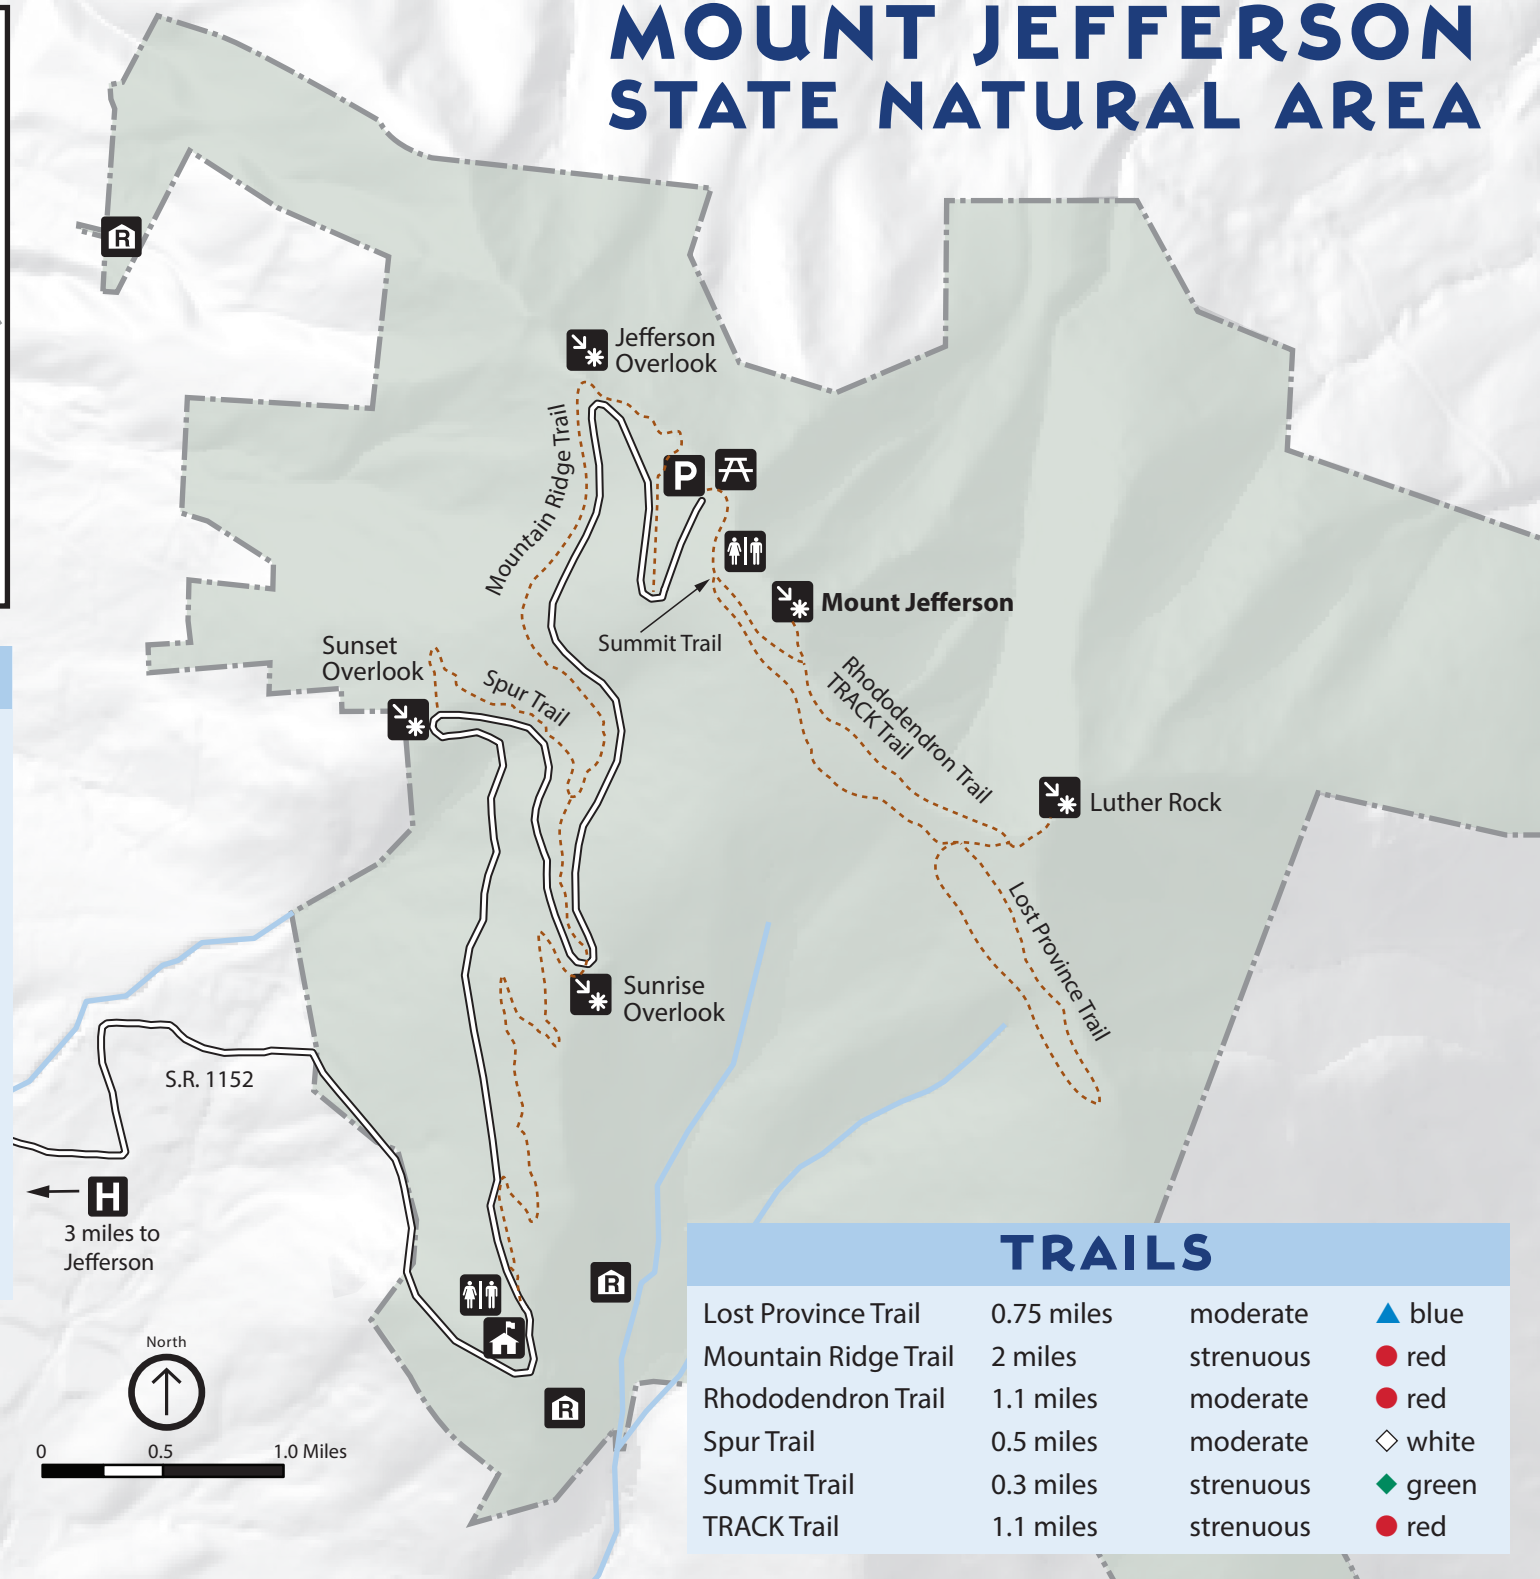 MOUNT JEFFERSON
STATE NATURAL AREA
R
Jefferson
Overlook
Mountain Ridge Trail
P
Mount Jefferson
Summit Trail
Sunset
Overlook
Spur Trail
Rhododendron Trail
TRACK Trail
Luther Rock
Lost Province Trail
Sunrise
Overlook
S.R. 1152
H
3 miles to
Jefferson
R
R
North
0 0.5 1.0 Miles
TRAILS
Lost Province Trail 0.75 miles moderate blue
Mountain Ridge Trail 2 miles strenuous red
Rhododendron Trail 1.1 miles moderate red
Spur Trail 0.5 miles moderate white
Summit Trail 0.3 miles strenuous green
TRACK Trail 1.1 miles strenuous red